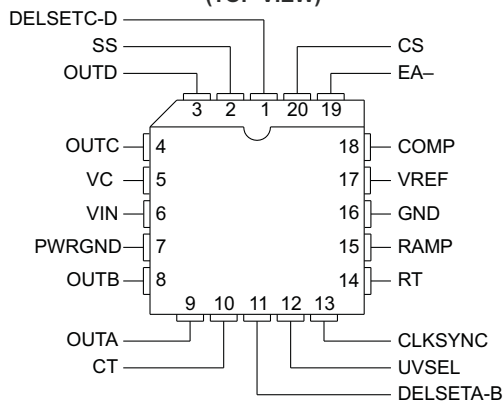 (TOP VIEW)
DELSETC-D
SS
OUTD
CS
EA–
3 2 1 20 19
OUTC 4 18 COMP
VC 5 17 VREF
VIN 6 16 GND
PWRGND 7 15 RAMP
OUTB 8 14 RT
9 10 11 12 13
OUTA
CT
CLKSYNC
UVSEL
DELSETA-B